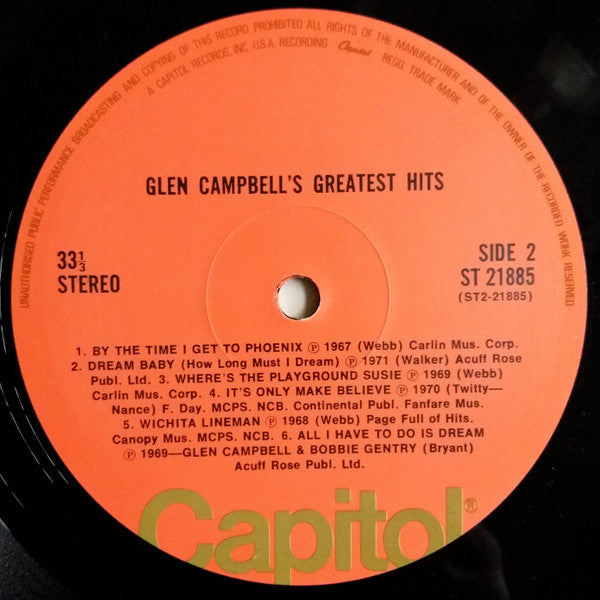 UNAUTHORISED PUBLIC PERFORMANCE BROADCASTING AND COPYING OF THIS RECORD PROHIBITED ALL RIGHTS OF THE MANUFACTURER AND OF THE OWNER OF THE RECORDED WORK RESERVED
A CAPITOL RECORDS, INC. U.S.A. RECORDING Capitol REGD. TRADE MARK
GLEN CAMPBELL'S GREATEST HITS
33⅓
STEREO
SIDE 2
ST 21885
(ST2-21885)
1. BY THE TIME I GET TO PHOENIX ℗ 1967 (Webb) Carlin Mus. Corp.
2. DREAM BABY (How Long Must I Dream) ℗ 1971 (Walker) Acuff Rose
Publ. Ltd. 3. WHERE'S THE PLAYGROUND SUSIE ℗ 1969 (Webb)
Carlin Mus. Corp. 4. IT'S ONLY MAKE BELIEVE ℗ 1970 (Twitty—
Nance) F. Day. MCPS. NCB. Continental Publ. Fanfare Mus.
5. WICHITA LINEMAN ℗ 1968 (Webb) Page Full of Hits.
Canopy Mus. MCPS. NCB. 6. ALL I HAVE TO DO IS DREAM
℗ 1969—GLEN CAMPBELL & BOBBIE GENTRY (Bryant)
Acuff Rose Publ. Ltd.
Capitol®